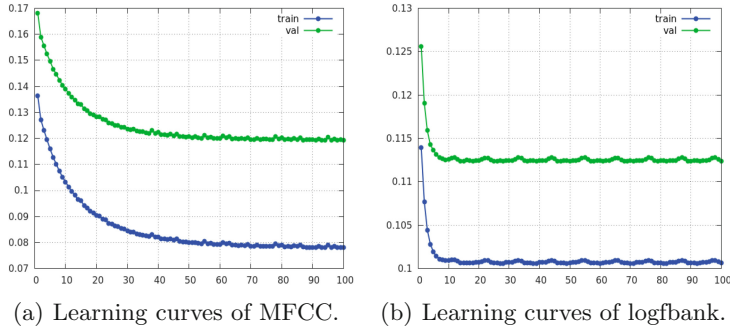 0.17
0.16
0.15
0.14
0.13
0.12
0.11
0.1
0.09
0.08
0.07
0 10 20 30 40 50 60 70 80 90 100
train
val
(a) Learning curves of MFCC.
0.13
0.125
0.12
0.115
0.11
0.105
0.1
0 10 20 30 40 50 60 70 80 90 100
train
val
(b) Learning curves of logfbank.